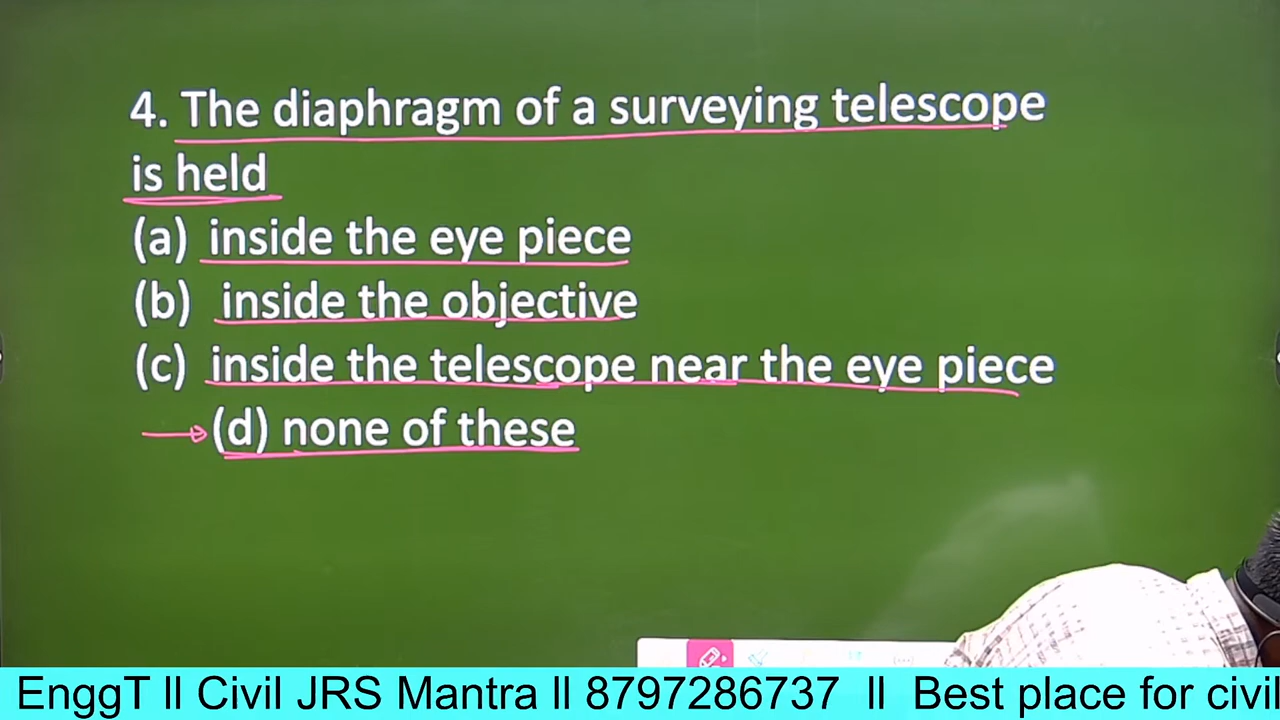 4. The diaphragm of a surveying telescope
is held
(a) inside the eye piece
(b) inside the objective
(c) inside the telescope near the eye piece
(d) none of these
EnggT ll Civil JRS Mantra ll 8797286737 ll Best place for civil